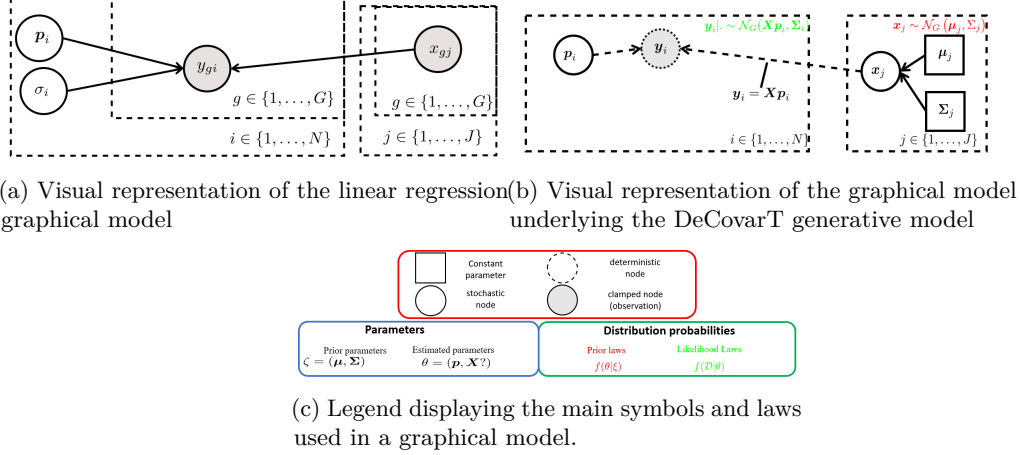 p_i
σ_i
y_gi
x_gj
g ∈ {1, . . . , G}
g ∈ {1, . . . , G}
i ∈ {1, . . . , N}
j ∈ {1, . . . , J}
(a) Visual representation of the linear regression
graphical model
y_i|. ∼ N_G(Xp_i, Σ_i)
x_j ∼ N_G (μ_j, Σ_j)
p_i
y_i
x_j
μ_j
Σ_j
y_i = Xp_i
i ∈ {1, . . . , N}
j ∈ {1, . . . , J}
(b) Visual representation of the graphical model
underlying the DeCovarT generative model
Constant
parameter
deterministic
node
stochastic
node
clamped node
(observation)
Parameters
Prior parameters
ζ = (μ, Σ)
Estimated parameters
θ = (p, X?)
Distribution probabilities
Prior laws
f(θ|ξ)
Likelihood Laws
f(D|θ)
(c) Legend displaying the main symbols and laws
used in a graphical model.